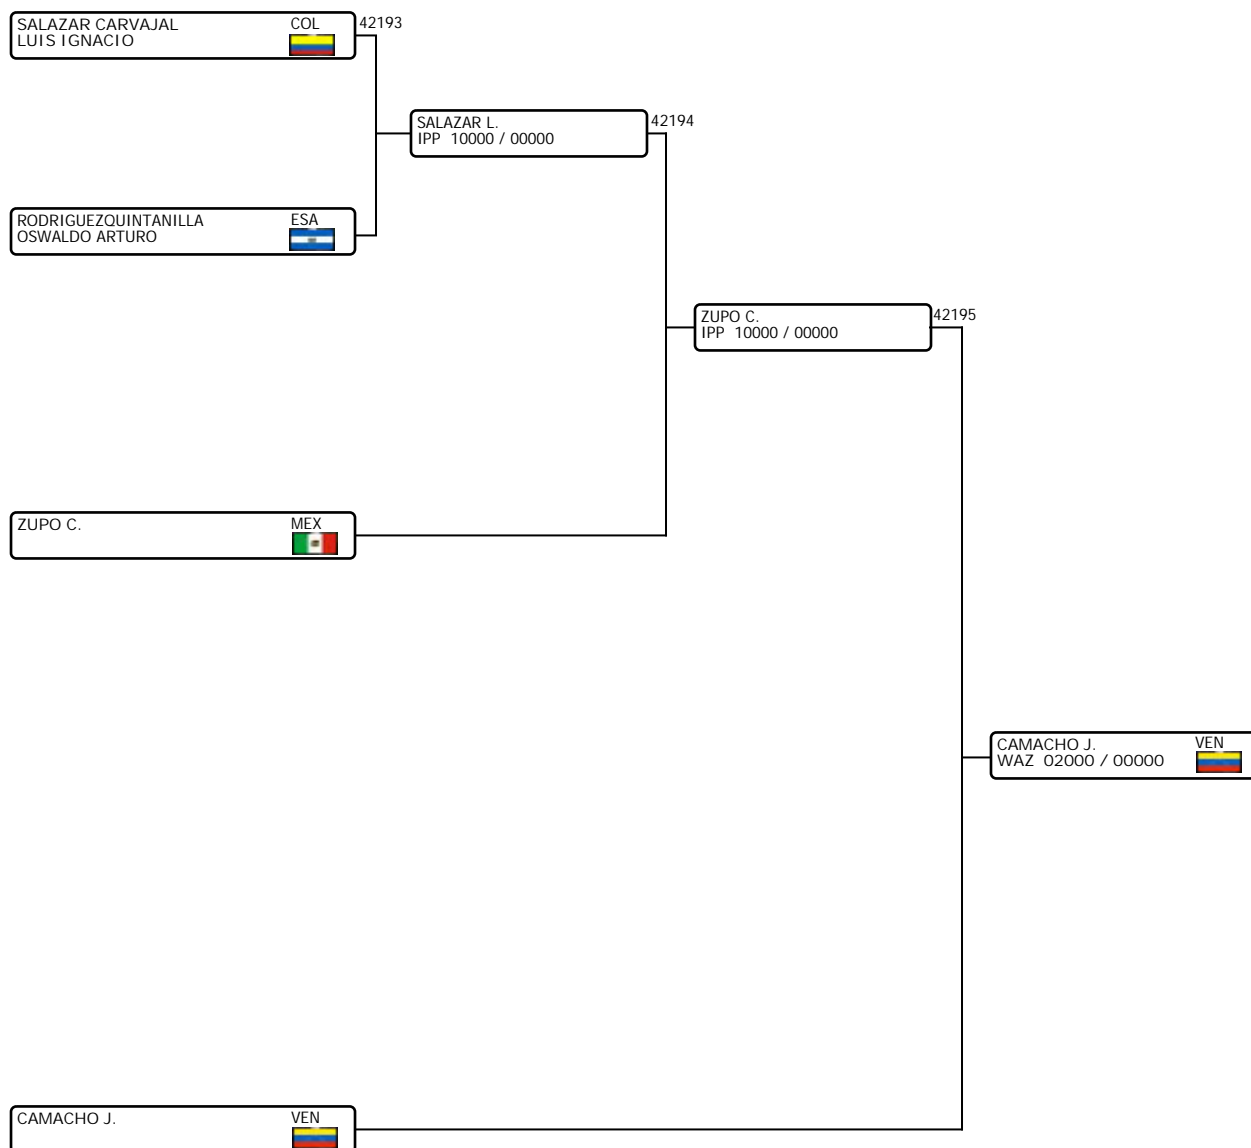 SALAZAR CARVAJAL COL 42193
LUIS IGNACIO
SALAZAR L. 42194
IPP 10000 / 00000
RODRIGUEZQUINTANILLA ESA
OSWALDO ARTURO
ZUPO C. 42195
IPP 10000 / 00000
ZUPO C. MEX
CAMACHO J. VEN
WAZ 02000 / 00000
CAMACHO J. VEN